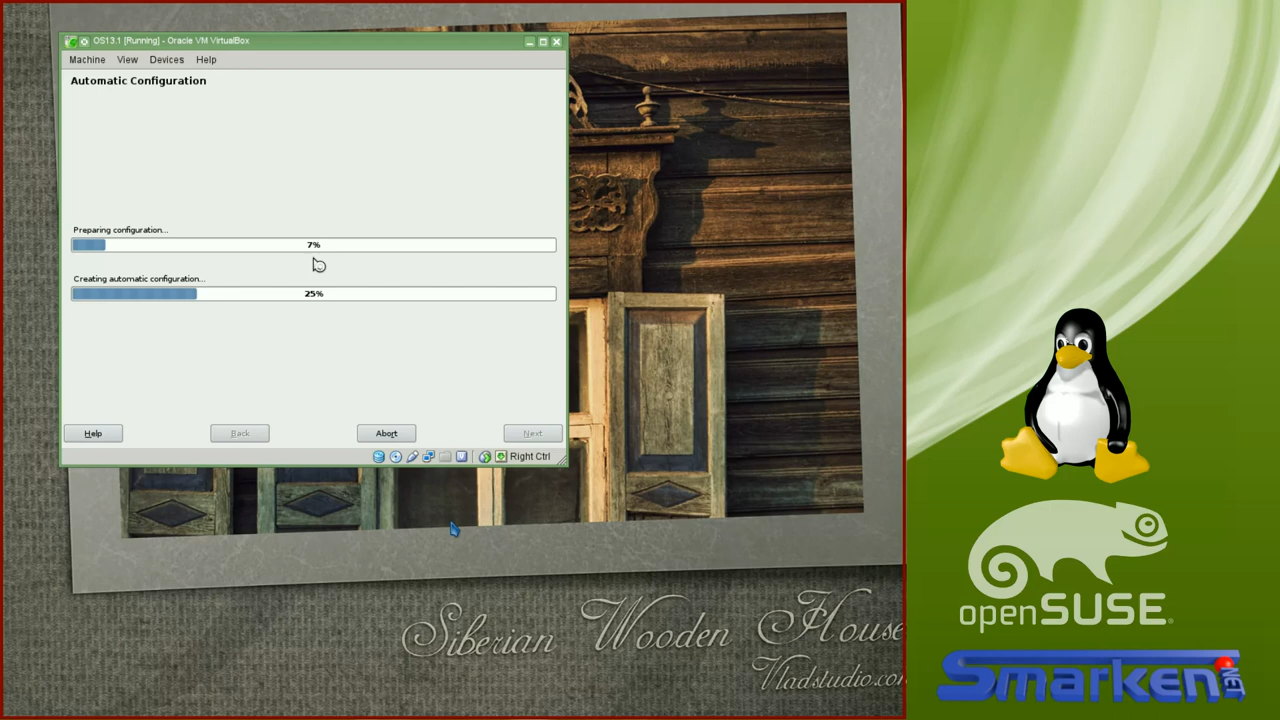 OS13.1 [Running] - Oracle VM VirtualBox
Machine View Devices Help
Automatic Configuration
Preparing configuration...
7%
Creating automatic configuration...
25%
Help Back Abort Next
Right Ctrl
Siberian Wooden House
Vladstudio.com
openSUSE
Smarken.NET